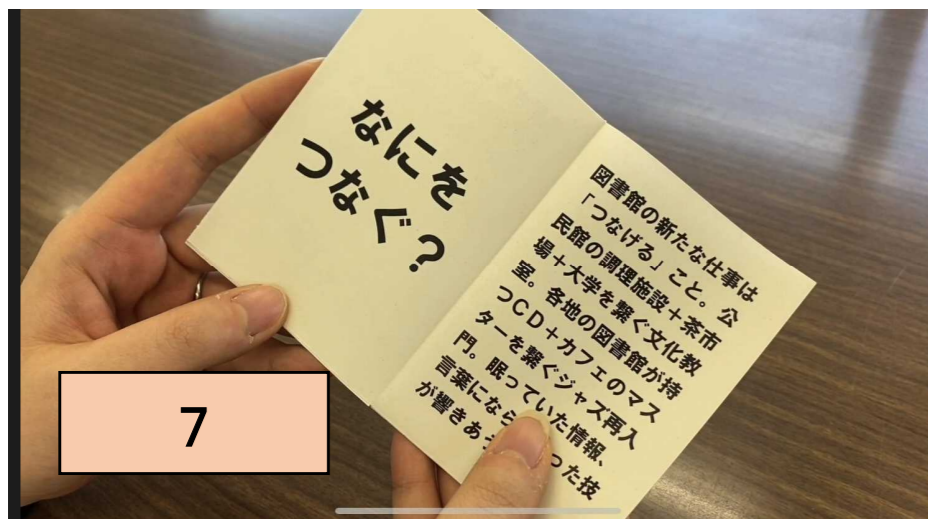 なにを
つなぐ?
図書館の新たな仕事は
「つなげる」こと。公
民館の調理施設+茶市
場+大学を繋ぐ文化教
室。各地の図書館が持
つCD+カフェのマス
ターを繋ぐジャズ再入
門。眠っていた情報、
言葉になら った技
が響きあ
7